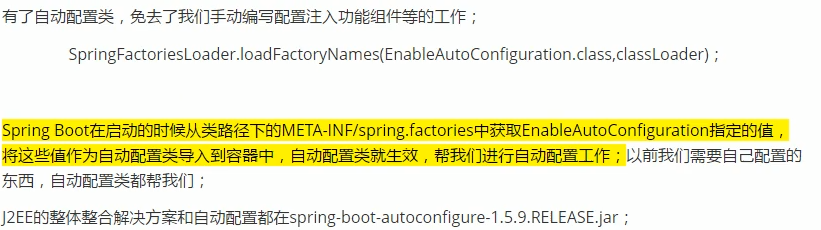 有了自动配置类，免去了我们手动编写配置注入功能组件等的工作；
SpringFactoriesLoader.loadFactoryNames(EnableAutoConfiguration.class,classLoader)；
Spring Boot在启动的时候从类路径下的META-INF/spring.factories中获取EnableAutoConfiguration指定的值，
将这些值作为自动配置类导入到容器中，自动配置类就生效，帮我们进行自动配置工作；以前我们需要自己配置的
东西，自动配置类都帮我们；
J2EE的整体整合解决方案和自动配置都在spring-boot-autoconfigure-1.5.9.RELEASE.jar；